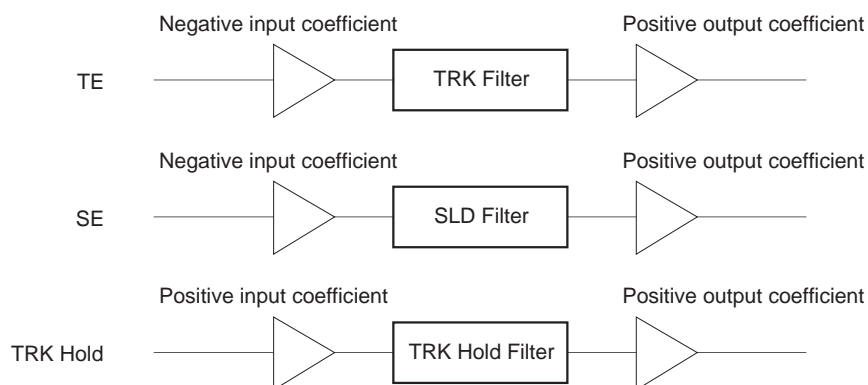 Negative input coefficient Positive output coefficient
TE TRK Filter
Negative input coefficient Positive output coefficient
SE SLD Filter
Positive input coefficient Positive output coefficient
TRK Hold TRK Hold Filter